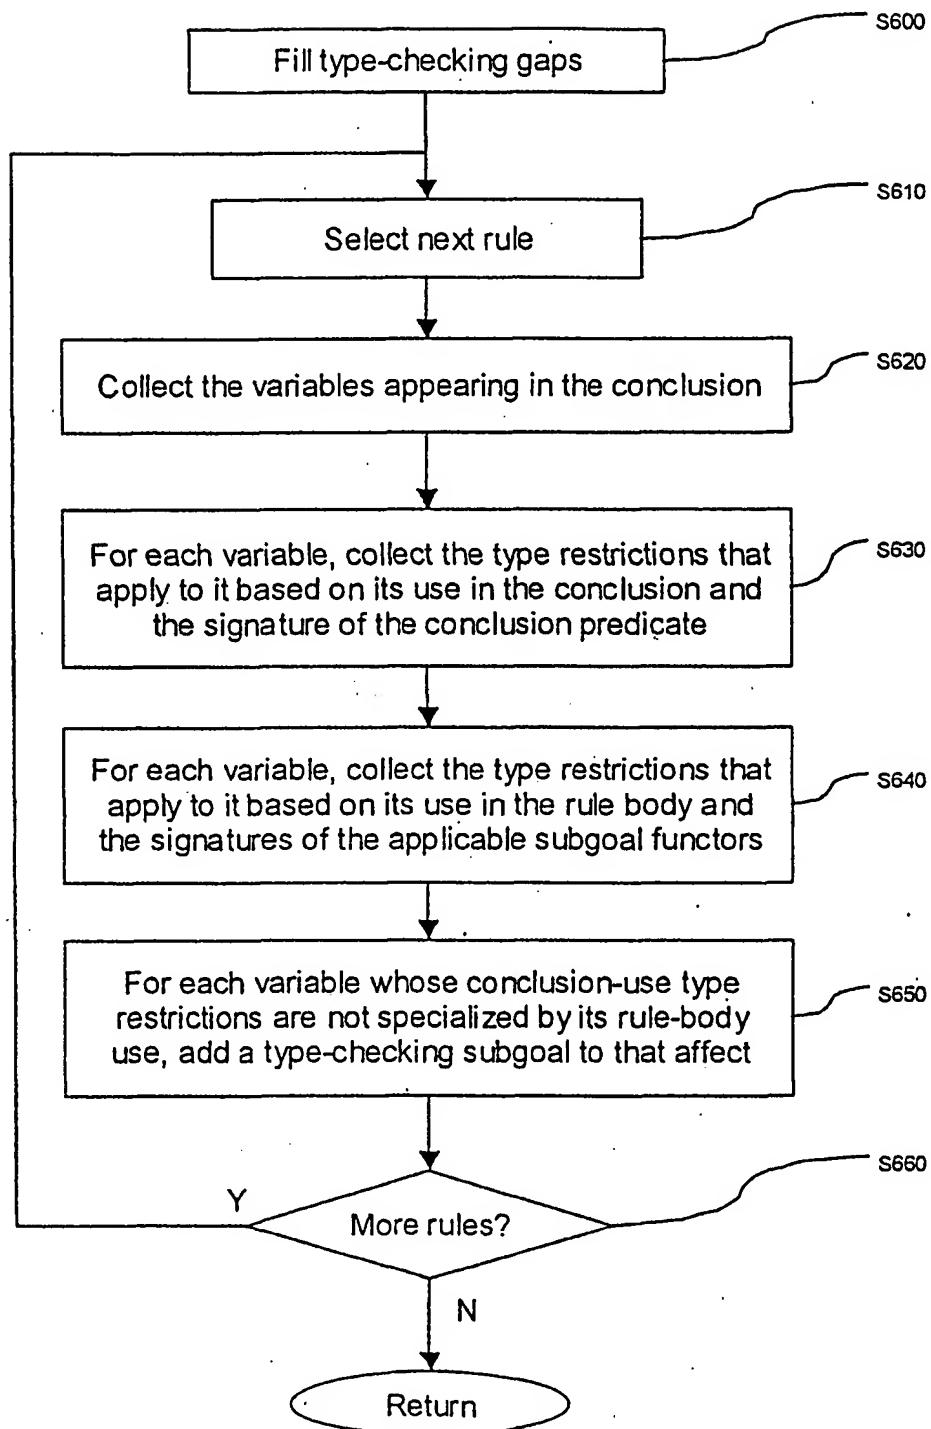 S600
Fill type-checking gaps
S610
Select next rule
S620
Collect the variables appearing in the conclusion
S630
For each variable, collect the type restrictions that
apply to it based on its use in the conclusion and
the signature of the conclusion predicate
S640
For each variable, collect the type restrictions that
apply to it based on its use in the rule body and
the signatures of the applicable subgoal functors
S650
For each variable whose conclusion-use type
restrictions are not specialized by its rule-body
use, add a type-checking subgoal to that affect
S660
Y
More rules?
N
Return